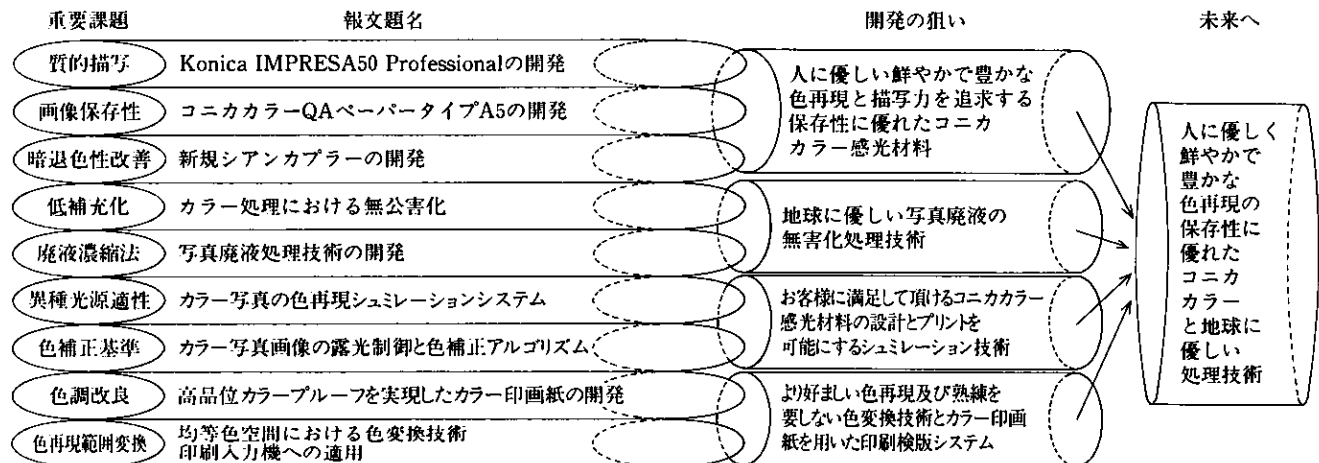 重要課題 報文題名 開発の狙い 未来へ
質的描写 Konica IMPRESA50 Professionalの開発
画像保存性 コニカカラーQAペーパータイプA5の開発
暗退色性改善 新規シアンカプラーの開発
低補充化 カラー処理における無公害化
廃液濃縮法 写真廃液処理技術の開発
異種光源適性 カラー写真の色再現シュミレーションシステム
色補正基準 カラー写真画像の露光制御と色補正アルゴリズム
色調改良 高品位カラープルーフを実現したカラー印画紙の開発
色再現範囲変換 均等色空間における色変換技術
印刷入力機への適用
人に優しい鮮やかで豊かな
色再現と描写力を追求する
保存性に優れたコニカ
カラー感光材料
地球に優しい写真廃液の
無害化処理技術
お客様に満足して頂けるコニカカラー
感光材料の設計とプリントを
可能にするシュミレーション技術
より好ましい色再現及び熟練を
要しない色変換技術とカラー印画
紙を用いた印刷検版システム
人に優しく
鮮やかで
豊かな
色再現の
保存性に
優れた
コニカ
カラー
と地球に
優しい
処理技術